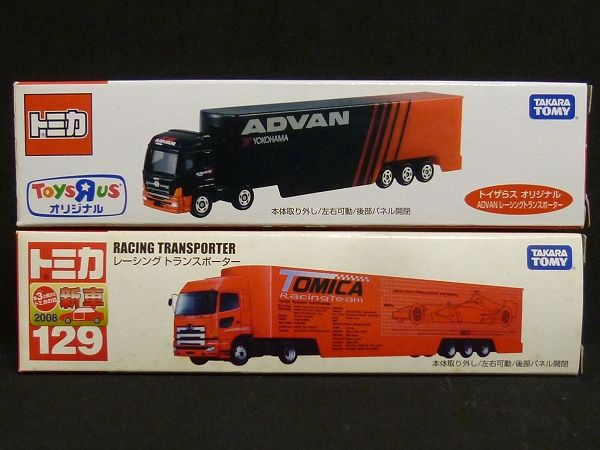 トミカ
TOYSЯUS
オリジナル
ADVAN
YOKOHAMA
TAKARA
TOMY
トイザらス オリジナル
ADVANレーシングトランスポーター
本体取り外し/左右可動/後部パネル開閉
トミカ
新車
2008
129
RACING TRANSPORTER
レーシング トランスポーター
TOMICA
RacingTeam
TAKARA
TOMY
本体取り外し/左右可動/後部パネル開閉